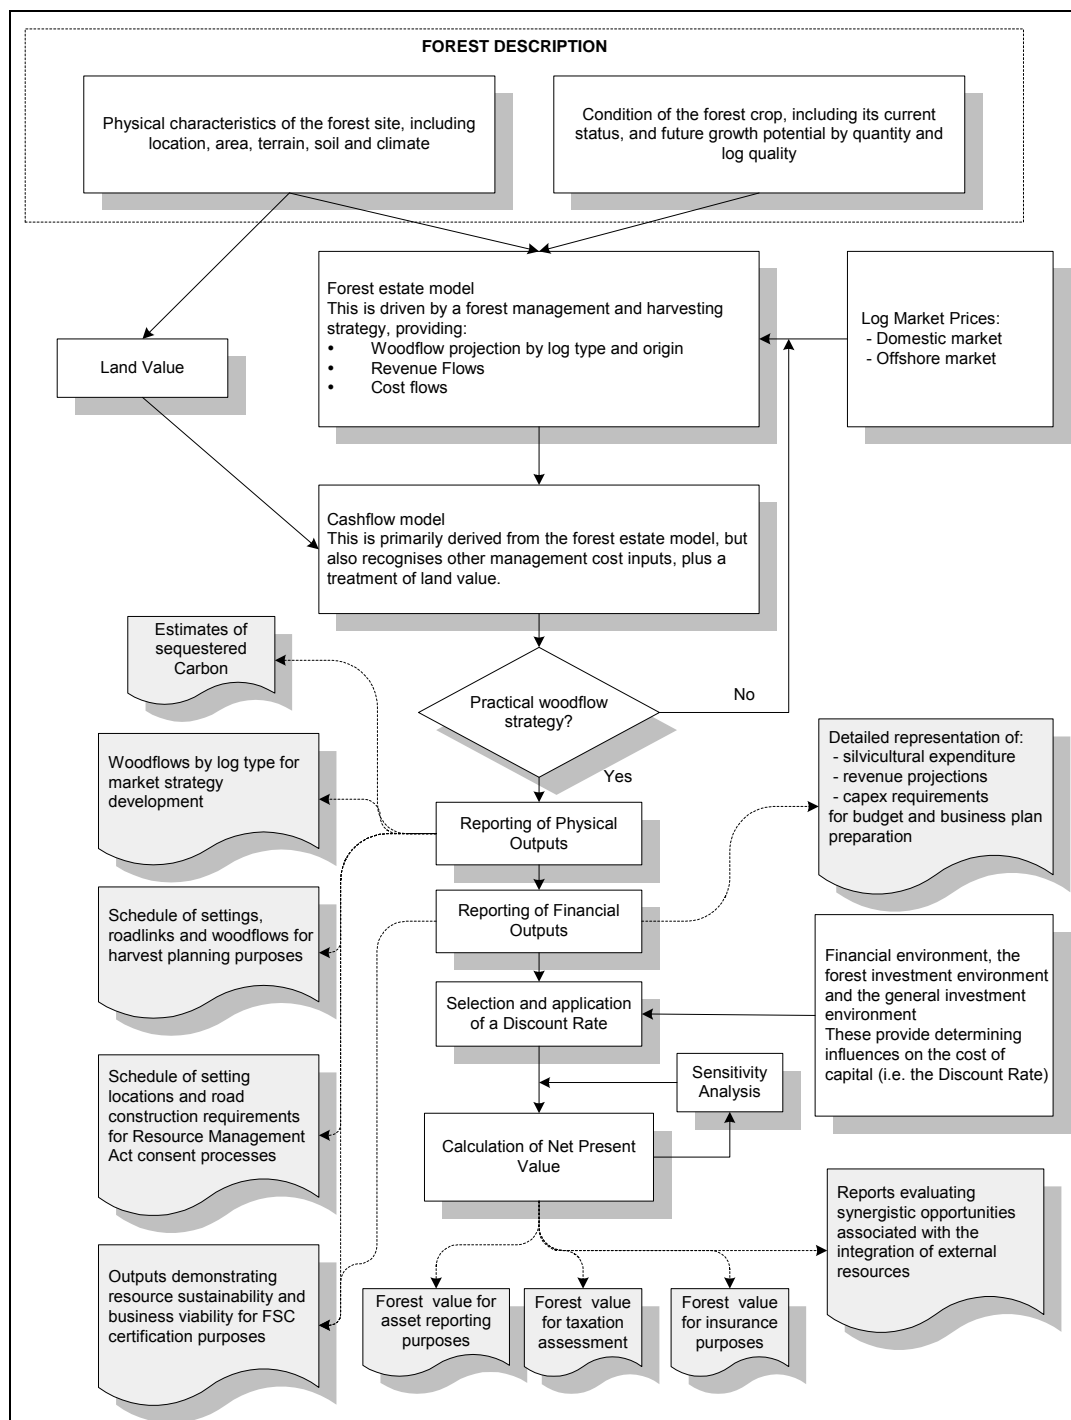 FOREST DESCRIPTION
Physical characteristics of the forest site, including
location, area, terrain, soil and climate
Condition of the forest crop, including its current
status, and future growth potential by quantity and
log quality
Forest estate model
This is driven by a forest management and harvesting
strategy, providing:
• Woodflow projection by log type and origin
• Revenue Flows
• Cost flows
Log Market Prices:
- Domestic market
- Offshore market
Land Value
Cashflow model
This is primarily derived from the forest estate model, but
also recognises other management cost inputs, plus a
treatment of land value.
Estimates of
sequestered
Carbon
Practical woodflow
strategy?
No
Yes
Woodflows by log type for
market strategy
development
Detailed representation of:
- silvicultural expenditure
- revenue projections
- capex requirements
for budget and business plan
preparation
Reporting of Physical
Outputs
Schedule of settings,
roadlinks and woodflows for
harvest planning purposes
Reporting of Financial
Outputs
Financial environment, the
forest investment environment
and the general investment
environment
These provide determining
influences on the cost of
capital (i.e. the Discount Rate)
Selection and application
of a Discount Rate
Sensitivity
Analysis
Schedule of setting
locations and road
construction requirements
for Resource Management
Act consent processes
Calculation of Net Present
Value
Reports evaluating
synergistic opportunities
associated with the
integration of external
resources
Outputs demonstrating
resource sustainability and
business viability for FSC
certification purposes
Forest value for
asset reporting
purposes
Forest value
for taxation
assessment
Forest value
for insurance
purposes